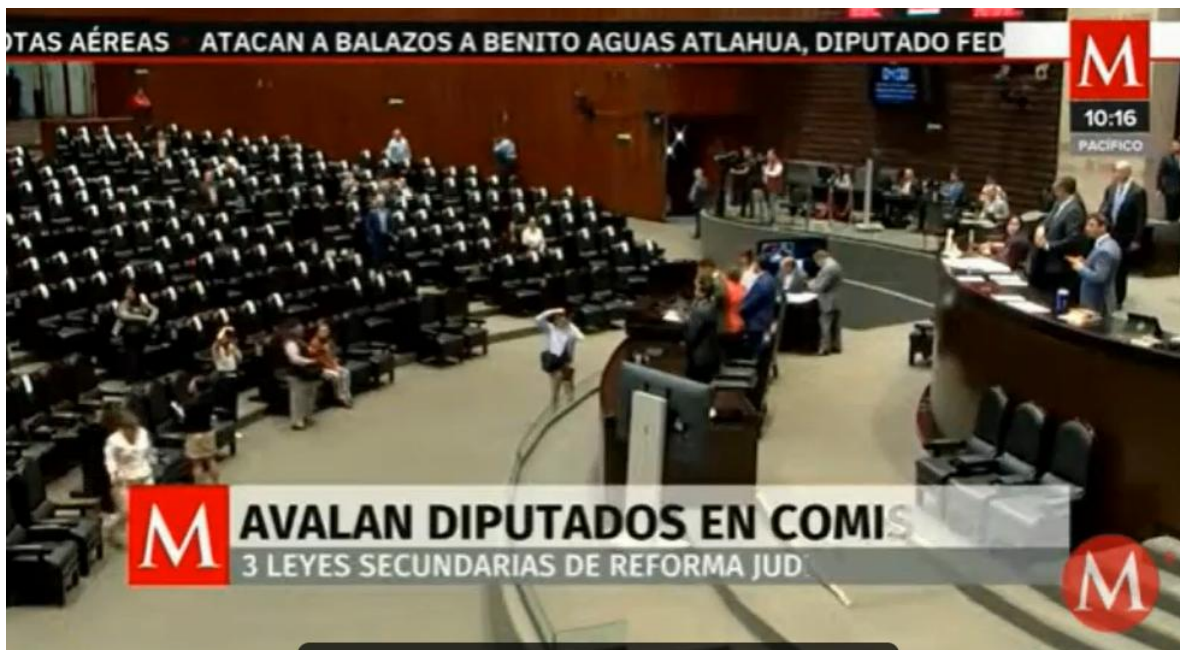 OTAS AÉREAS ATACAN A BALAZOS A BENITO AGUAS ATLAHUA, DIPUTADO FED
M
10:16
PACÍFICO
M
AVALAN DIPUTADOS EN COMIS
3 LEYES SECUNDARIAS DE REFORMA JUD
M